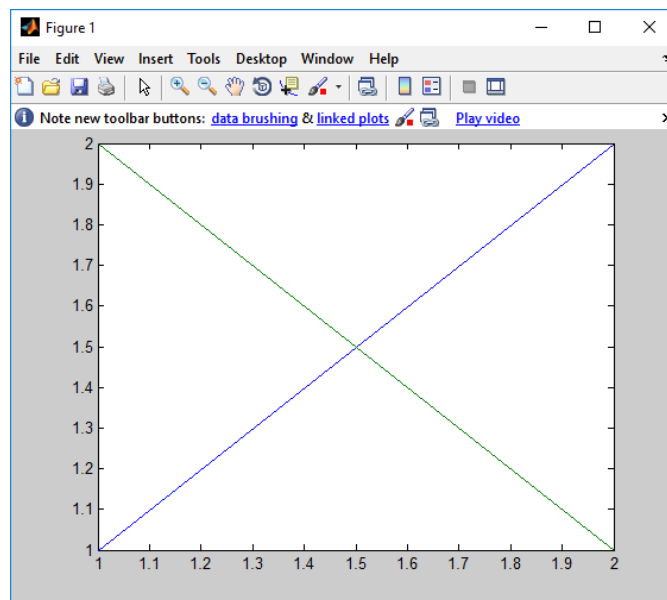 Figure 1
File Edit View Insert Tools Desktop Window Help
Note new toolbar buttons: data brushing & linked plots Play video
2
1.9
1.8
1.7
1.6
1.5
1.4
1.3
1.2
1.1
1
1 1.1 1.2 1.3 1.4 1.5 1.6 1.7 1.8 1.9 2